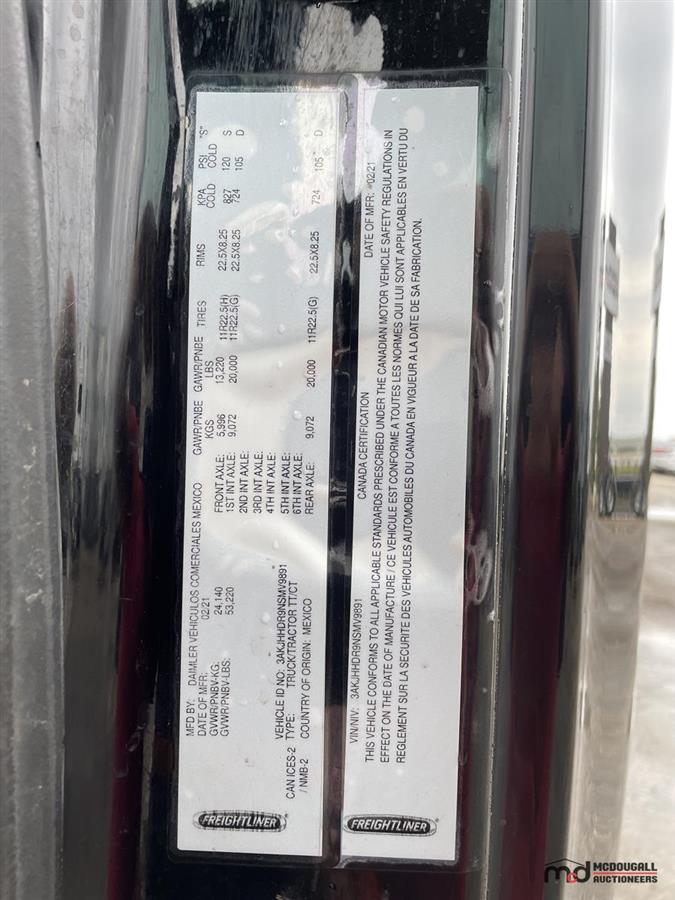 MFD BY: DAIMLER VEHICULOS COMERCIALES MEXICO
DATE OF MFR: 02/21
GVWR/PNBV-KG: 24,140
GVWR/PNBV-LBS: 53,220
GAWR/PNBE KGS GAWR/PNBE LBS TIRES RIMS KPA COLD PSI COLD "S"
FRONT AXLE: 5,996 13,220 11R22.5(H) 22.5X8.25 827 120 S
1ST INT AXLE: 9,072 20,000 11R22.5(G) 22.5X8.25 724 105 D
2ND INT AXLE:
3RD INT AXLE:
4TH INT AXLE:
5TH INT AXLE:
6TH INT AXLE:
REAR AXLE: 9,072 20,000 11R22.5(G) 22.5X8.25 724 105 D
VEHICLE ID NO: 3AKJHHDR9NSMV9891
CAN ICES-2 TYPE: TRUCK/TRACTOR TT/CT
/ NMB-2 COUNTRY OF ORIGIN: MEXICO
FREIGHTLINER
VIN/NIV: 3AKJHHDR9NSMV9891 CANADA CERTIFICATION DATE OF MFR: 02/21
THIS VEHICLE CONFORMS TO ALL APPLICABLE STANDARDS PRESCRIBED UNDER THE CANADIAN MOTOR VEHICLE SAFETY REGULATIONS IN
EFFECT ON THE DATE OF MANUFACTURE / CE VEHICULE EST CONFORME A TOUTES LES NORMES QUI LUI SONT APPLICABLES EN VERTU DU
REGLEMENT SUR LA SECURITE DES VEHICULES AUTOMOBILES DU CANADA EN VIGUEUR A LA DATE DE SA FABRICATION.
FREIGHTLINER
md MCDOUGALL
AUCTIONEERS